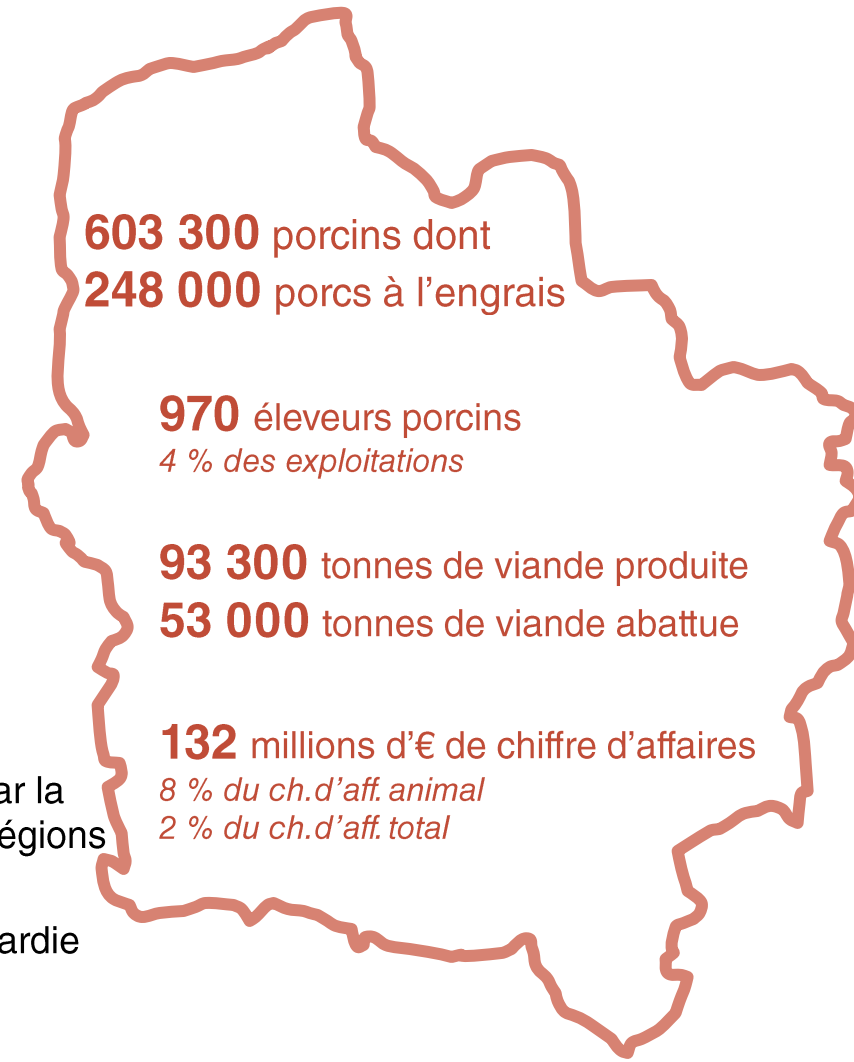 603 300 porcins dont
248 000 porcs à l'engrais
970 éleveurs porcins
4 % des exploitations
93 300 tonnes de viande produite
53 000 tonnes de viande abattue
132 millions d'€ de chiffre d'affaires
8 % du ch.d'aff. animal
2 % du ch.d'aff. total
ar la
égions
ardie